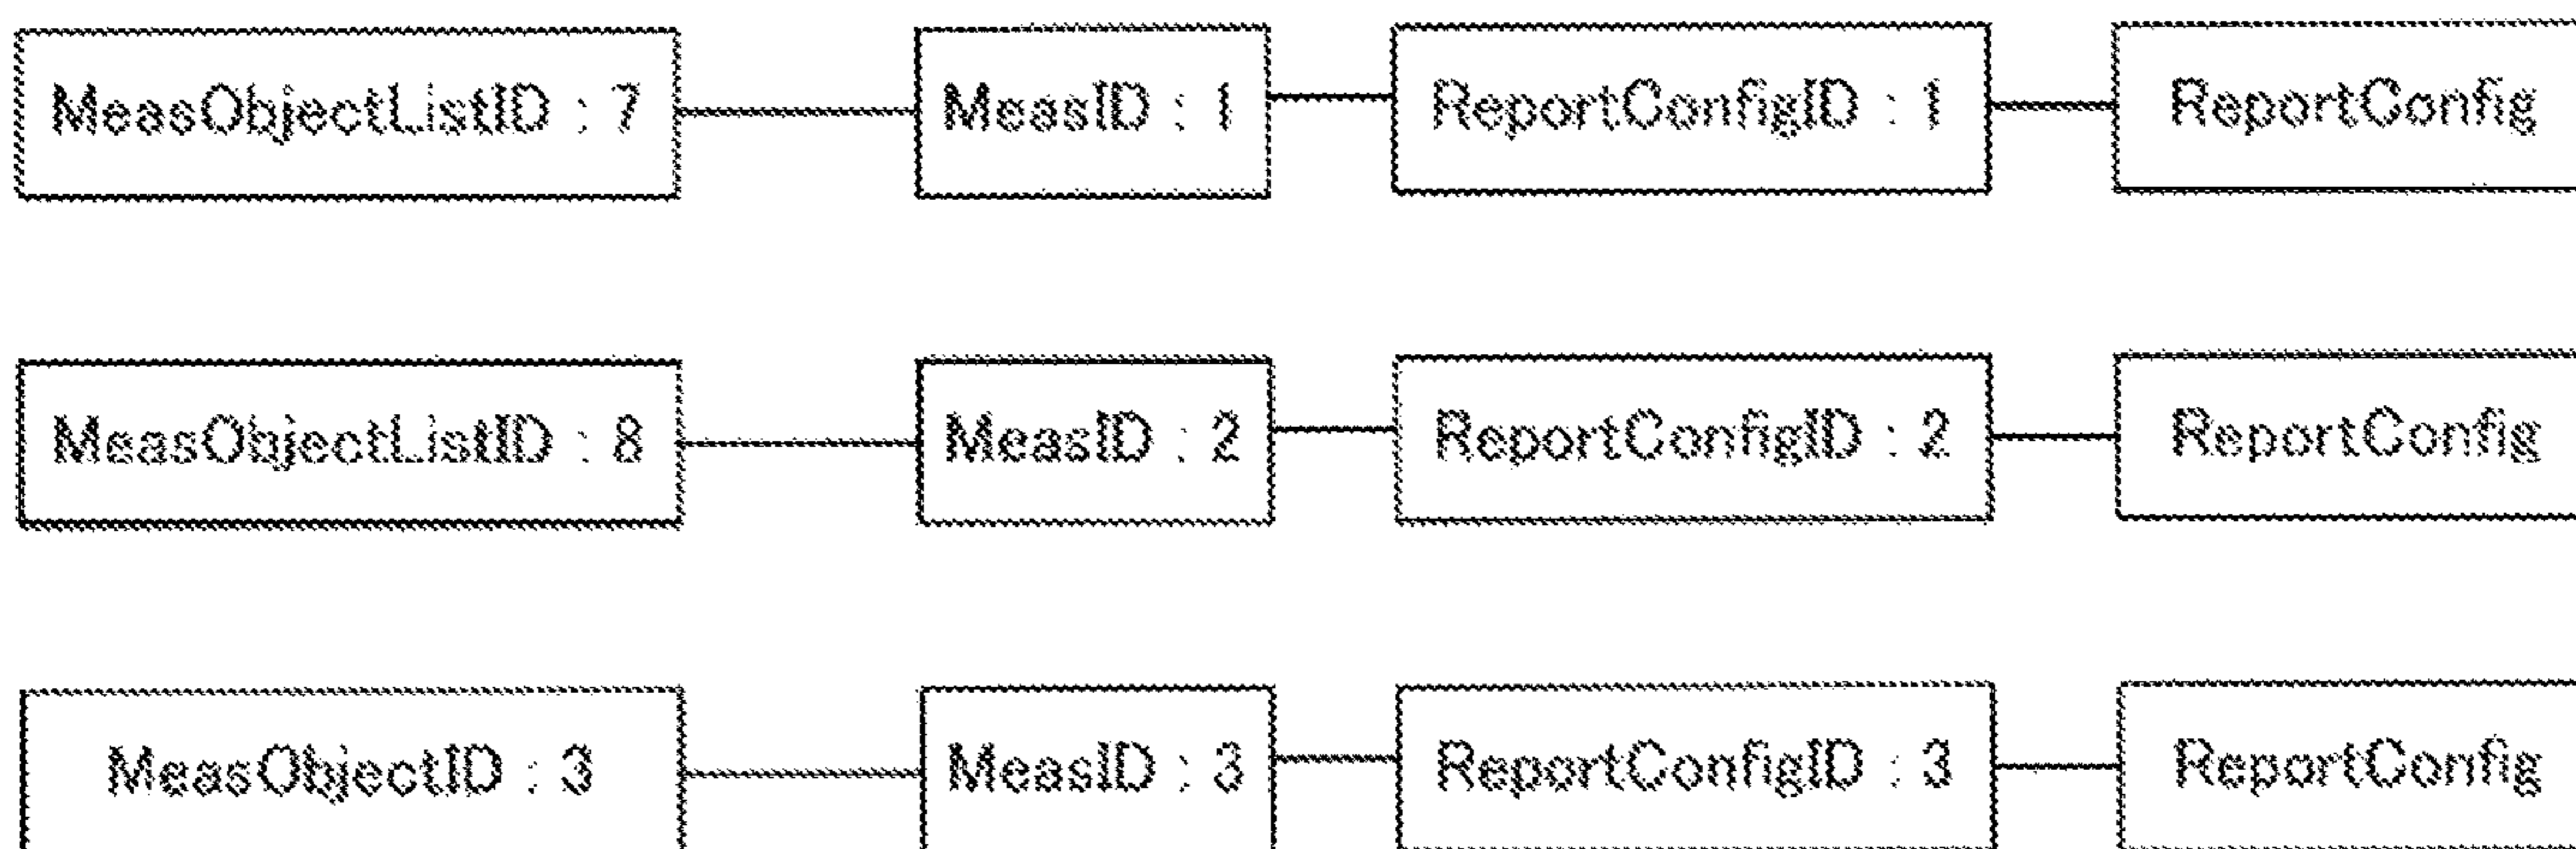 MeasObjectListID : 7 MeasID : 1 ReportConfigID : 1 ReportConfig
MeasObjectListID : 8 MeasID : 2 ReportConfigID : 2 ReportConfig
MeasObjectID : 3 MeasID : 3 ReportConfigID : 3 ReportConfig